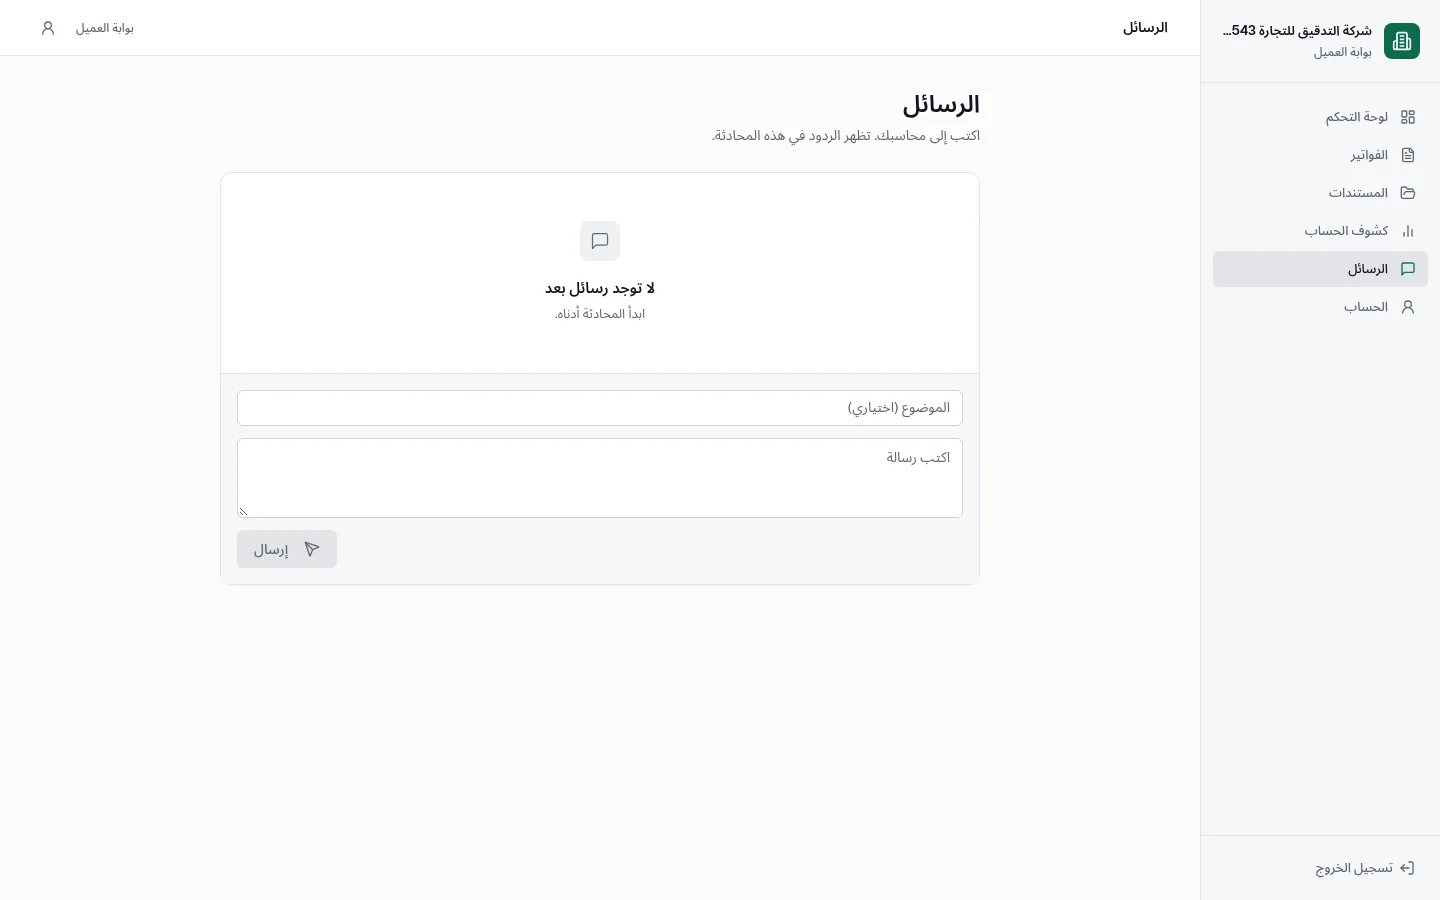 شركة التدقيق للتجارة 543...
بوابة العميل
لوحة التحكم
الفواتير
المستندات
كشوف الحساب
الرسائل
الحساب
تسجيل الخروج
الرسائل
بوابة العميل
الرسائل
اكتب إلى محاسبك. تظهر الردود في هذه المحادثة.
لا توجد رسائل بعد
ابدأ المحادثة أدناه.
الموضوع (اختياري)
اكتب رسالة
إرسال